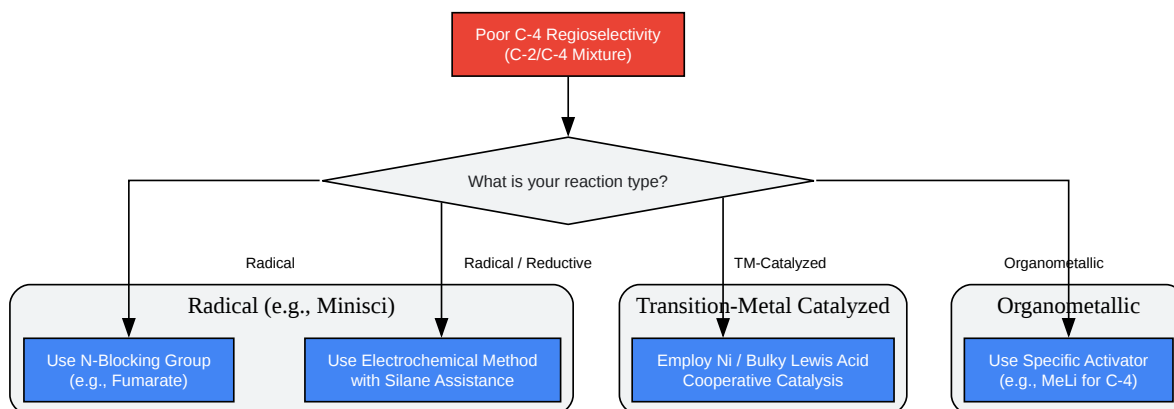 Poor C-4 Regioselectivity
(C-2/C-4 Mixture)
What is your reaction type?
Radical
Radical / Reductive
TM-Catalyzed
Organometallic
Radical (e.g., Minisci)
Transition-Metal Catalyzed
Organometallic
Use N-Blocking Group
(e.g., Fumarate)
Use Electrochemical Method
with Silane Assistance
Employ Ni / Bulky Lewis Acid
Cooperative Catalysis
Use Specific Activator
(e.g., MeLi for C-4)